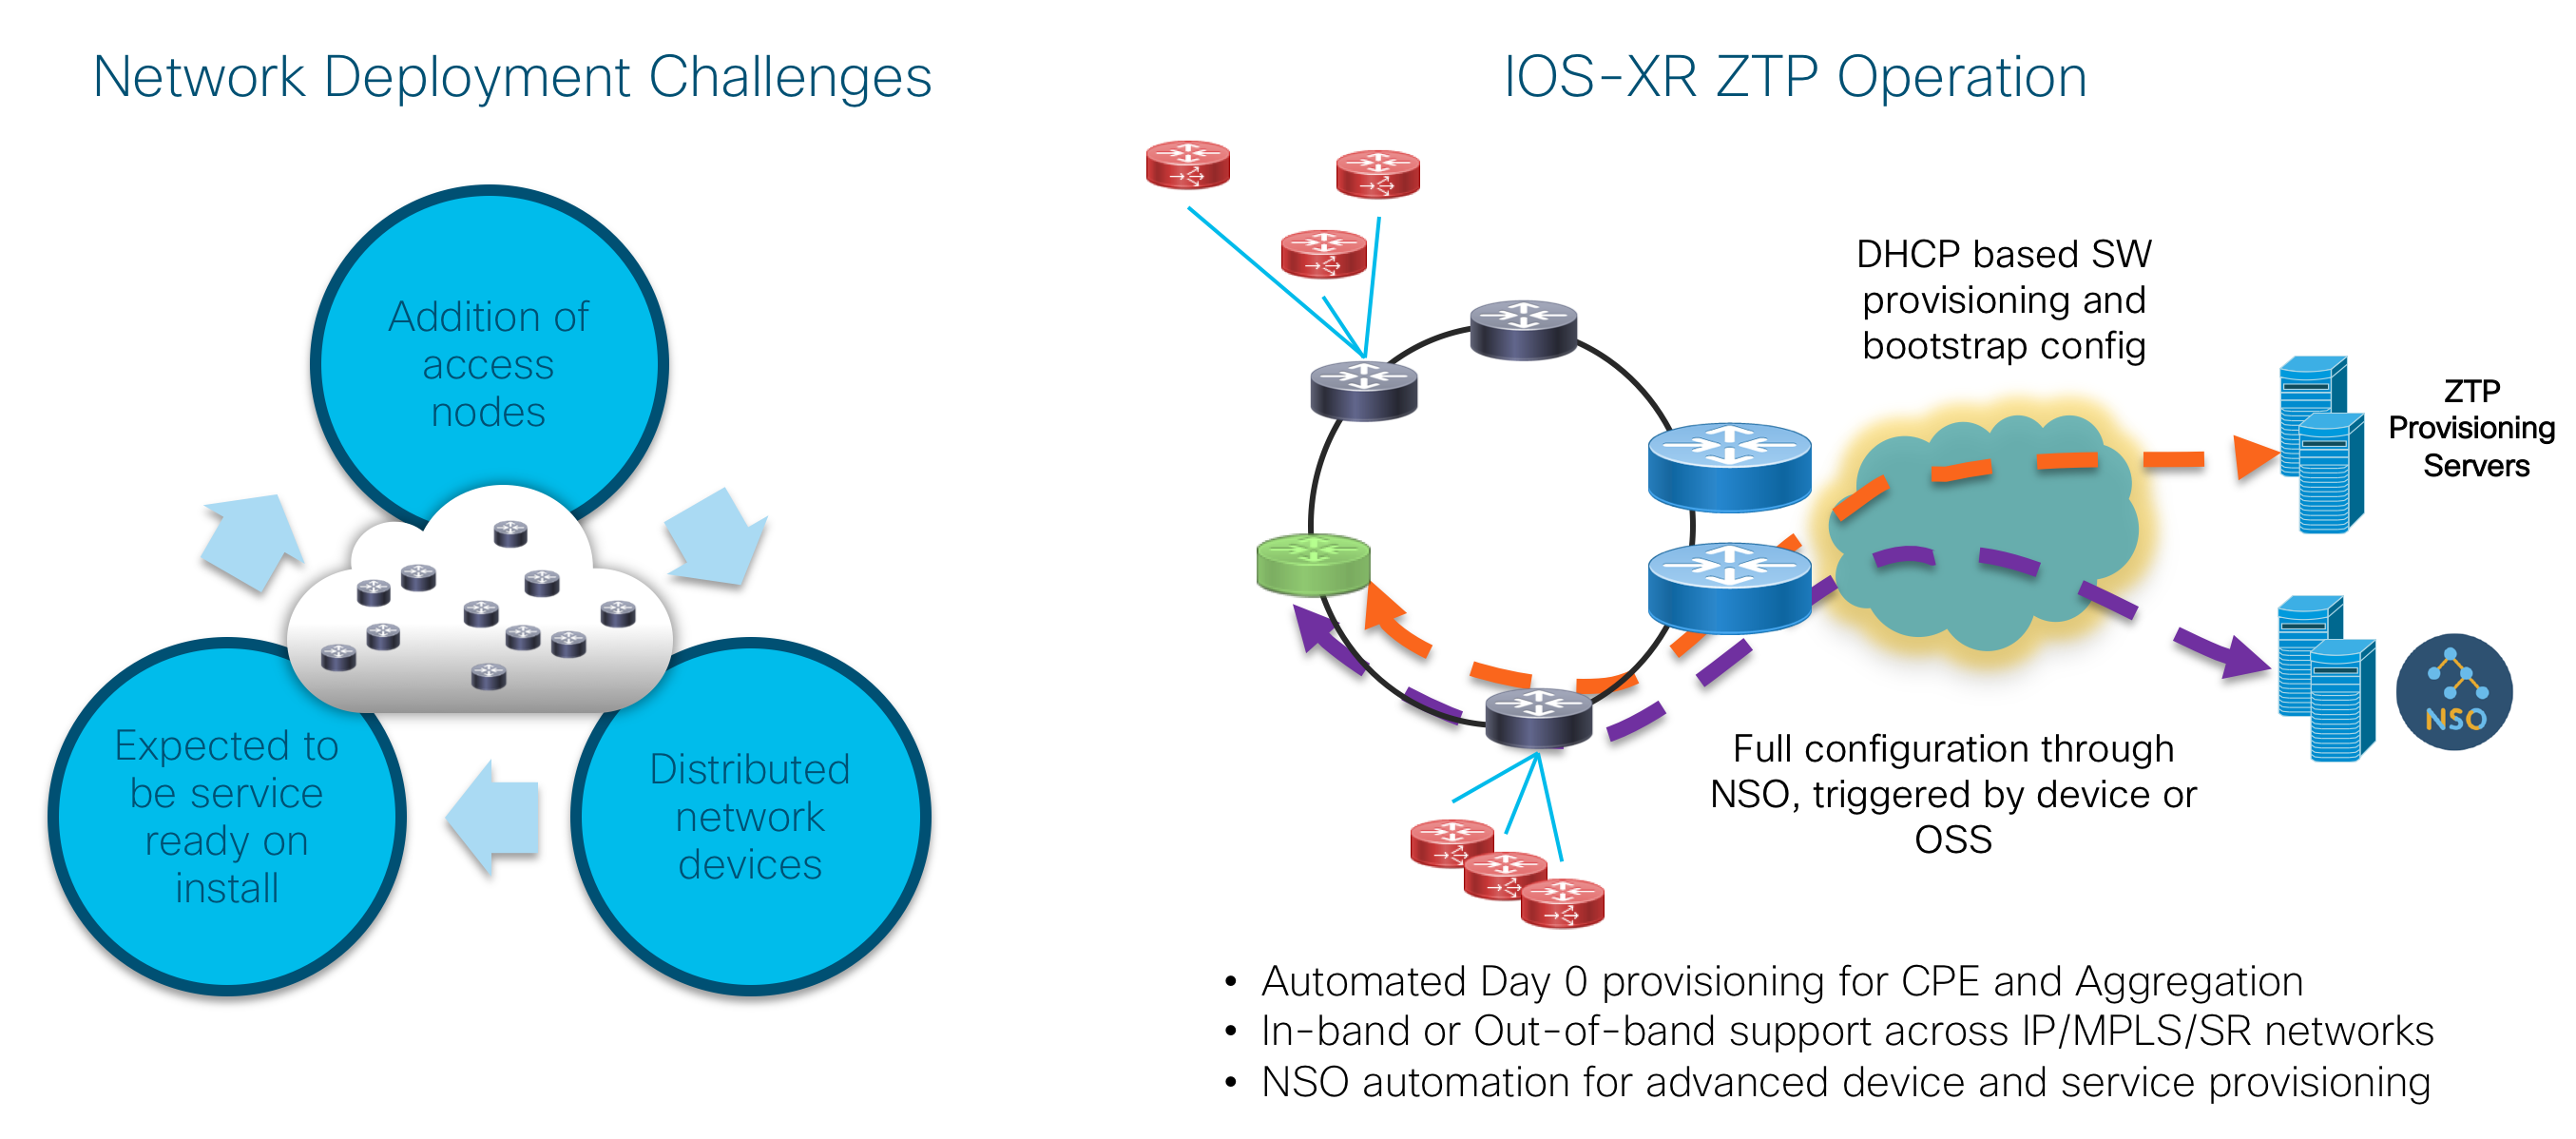 Network Deployment Challenges
Addition of
access
nodes
Expected to
be service
ready on
install
Distributed
network
devices
IOS-XR ZTP Operation
DHCP based SW
provisioning and
bootstrap config
ZTP
Provisioning
Servers
NSO
Full configuration through
NSO, triggered by device or
OSS
• Automated Day 0 provisioning for CPE and Aggregation
• In-band or Out-of-band support across IP/MPLS/SR networks
• NSO automation for advanced device and service provisioning